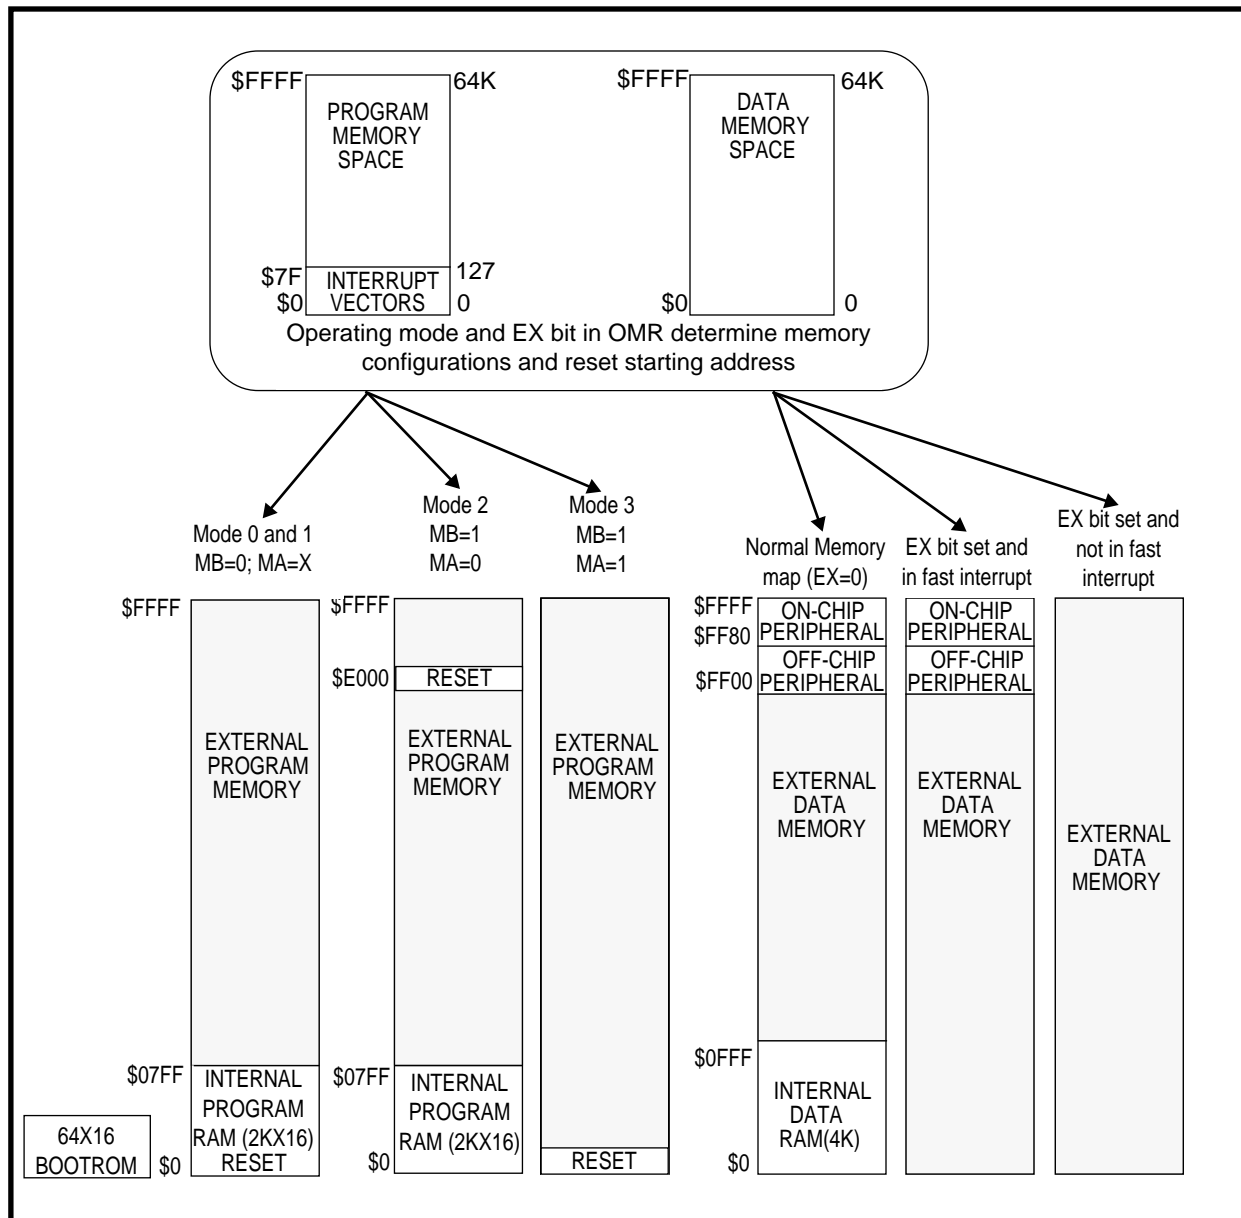 $FFFF 64K
PROGRAM
MEMORY
SPACE
$7F 127
INTERRUPT
VECTORS
$0 0
$FFFF 64K
DATA
MEMORY
SPACE
$0 0
Operating mode and EX bit in OMR determine memory
configurations and reset starting address
Mode 0 and 1
MB=0; MA=X
$FFFF
EXTERNAL
PROGRAM
MEMORY
$07FF
INTERNAL
PROGRAM
RAM (2KX16)
RESET
$0
64X16
BOOTROM
Mode 2
MB=1
MA=0
$FFFF
$E000
RESET
EXTERNAL
PROGRAM
MEMORY
$07FF
INTERNAL
PROGRAM
RAM (2KX16)
$0
Mode 3
MB=1
MA=1
EXTERNAL
PROGRAM
MEMORY
RESET
Normal Memory
map (EX=0)
$FFFF
ON-CHIP
PERIPHERAL
$FF80
OFF-CHIP
PERIPHERAL
$FF00
EXTERNAL
DATA
MEMORY
$0FFF
INTERNAL
DATA
RAM(4K)
$0
EX bit set and
in fast interrupt
ON-CHIP
PERIPHERAL
OFF-CHIP
PERIPHERAL
EXTERNAL
DATA
MEMORY
EX bit set and
not in fast
interrupt
EXTERNAL
DATA
MEMORY